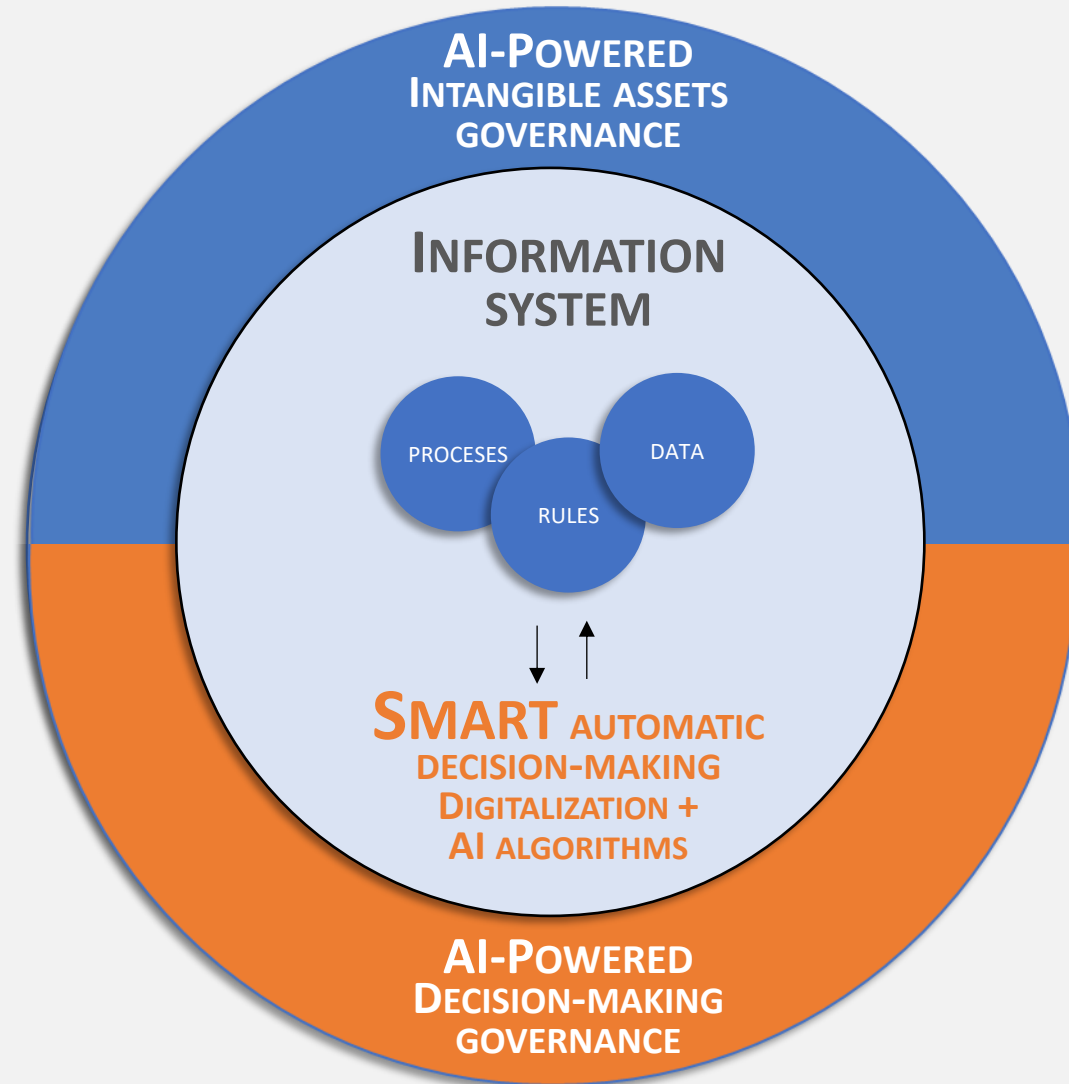 AI-POWERED
INTANGIBLE ASSETS
GOVERNANCE
INFORMATION
SYSTEM
PROCESES
DATA
RULES
SMART AUTOMATIC
DECISION-MAKING
DIGITALIZATION +
AI ALGORITHMS
AI-POWERED
DECISION-MAKING
GOVERNANCE